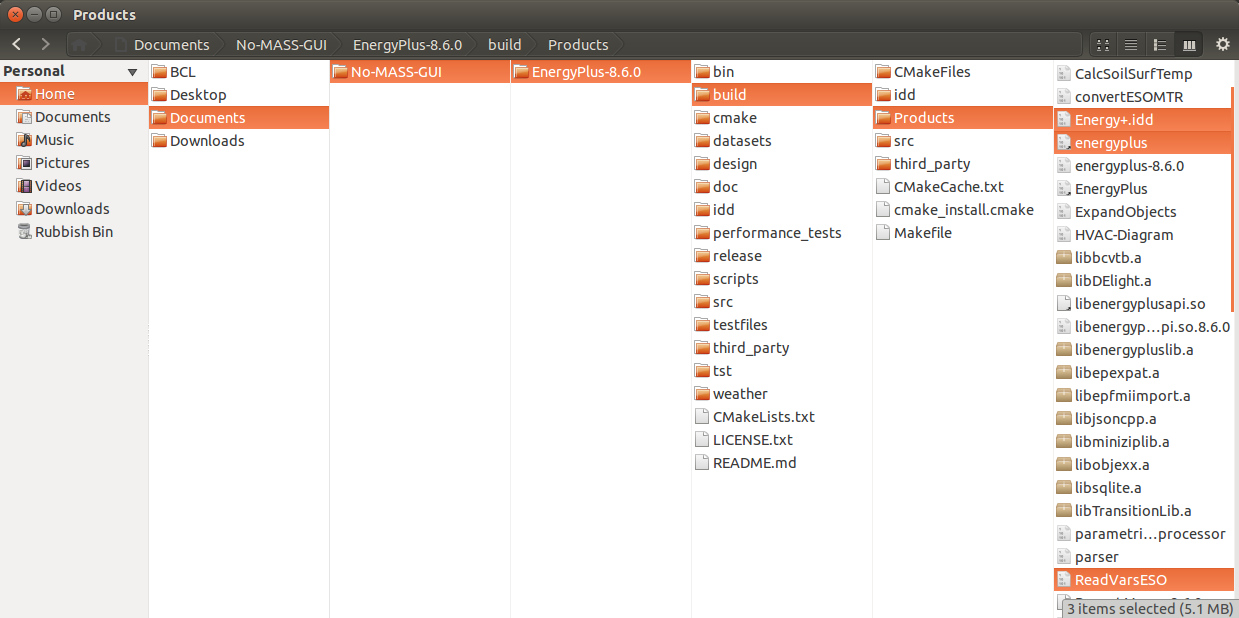 Products
Documents
No-MASS-GUI
EnergyPlus-8.6.0
build
Products
Personal
Home
Documents
Music
Pictures
Videos
Downloads
Rubbish Bin
BCL
Desktop
Documents
Downloads
No-MASS-GUI
EnergyPlus-8.6.0
bin
build
cmake
datasets
design
doc
idd
performance_tests
release
scripts
src
testfiles
third_party
tst
weather
CMakeLists.txt
LICENSE.txt
README.md
CMakeFiles
idd
Products
src
third_party
CMakeCache.txt
cmake_install.cmake
Makefile
CalcSoilSurfTemp
convertESOMTR
Energy+.idd
energyplus
energyplus-8.6.0
EnergyPlus
ExpandObjects
HVAC-Diagram
libbcvtb.a
libDElight.a
libenergyplusapi.so
libenergyp…pi.so.8.6.0
libenergypluslib.a
libepexpat.a
libepfmiimport.a
libjsoncpp.a
libminiziplib.a
libobjexx.a
libsqlite.a
libTransitionLib.a
parametri…processor
parser
ReadVarsESO
3 items selected (5.1 MB)